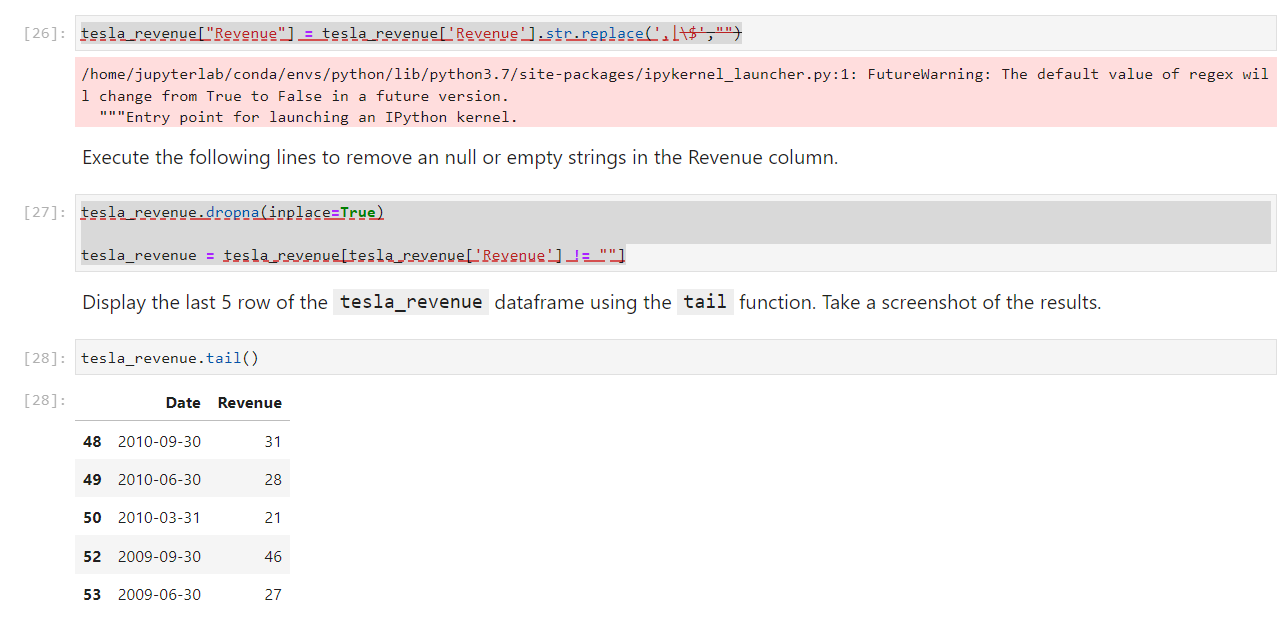 [26]: tesla_revenue["Revenue"] = tesla_revenue['Revenue'].str.replace(',|\$',"")
/home/jupyterlab/conda/envs/python/lib/python3.7/site-packages/ipykernel_launcher.py:1: FutureWarning: The default value of regex wil
l change from True to False in a future version.
"""Entry point for launching an IPython kernel.
Execute the following lines to remove an null or empty strings in the Revenue column.
[27]: tesla_revenue.dropna(inplace=True)
tesla_revenue = tesla_revenue[tesla_revenue['Revenue'] != ""]
Display the last 5 row of the tesla_revenue dataframe using the tail function. Take a screenshot of the results.
[28]: tesla_revenue.tail()
[28]: Date Revenue
48 2010-09-30 31
49 2010-06-30 28
50 2010-03-31 21
52 2009-09-30 46
53 2009-06-30 27